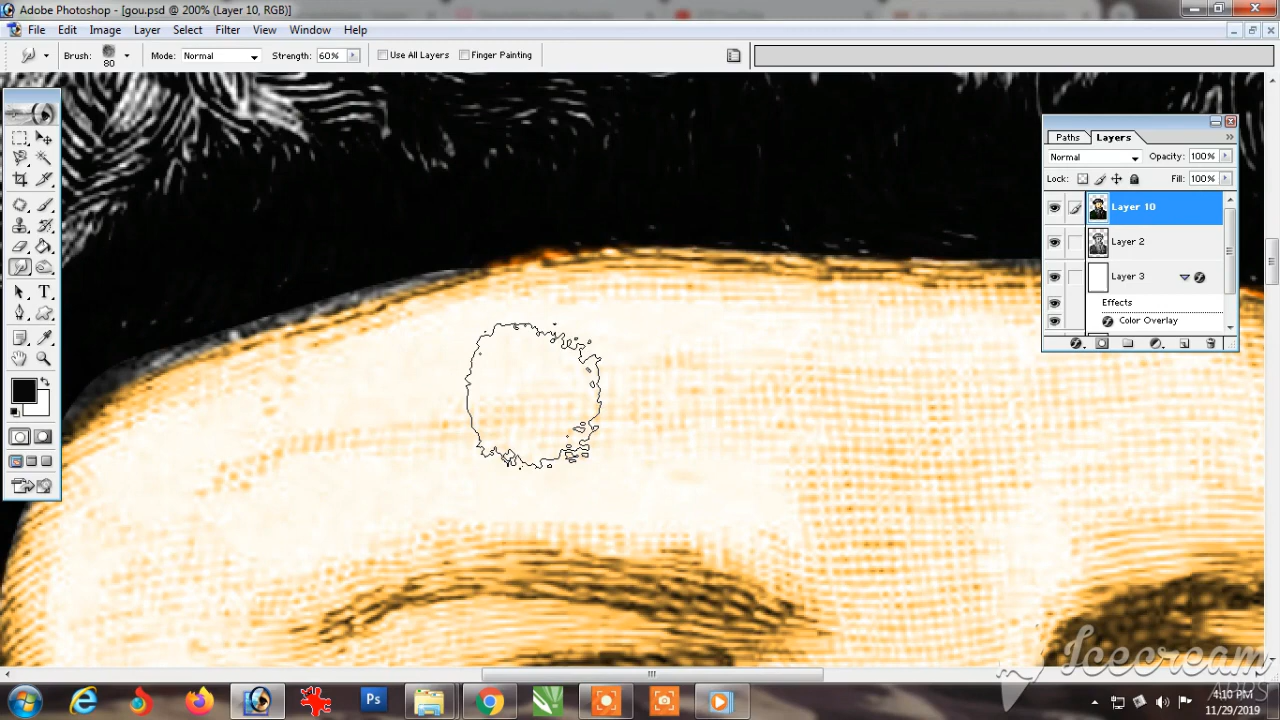 Adobe Photoshop - [gou.psd @ 200% (Layer 10, RGB)]
File Edit Image Layer Select Filter View Window Help
Brush: 80 Mode: Normal Strength: 60% Use All Layers Finger Painting
Paths Layers
Normal Opacity: 100%
Lock: Fill: 100%
Layer 10
Layer 2
Layer 3
Effects
Color Overlay
T
Icecream
APPS
Ps
4:10 PM
11/29/2019